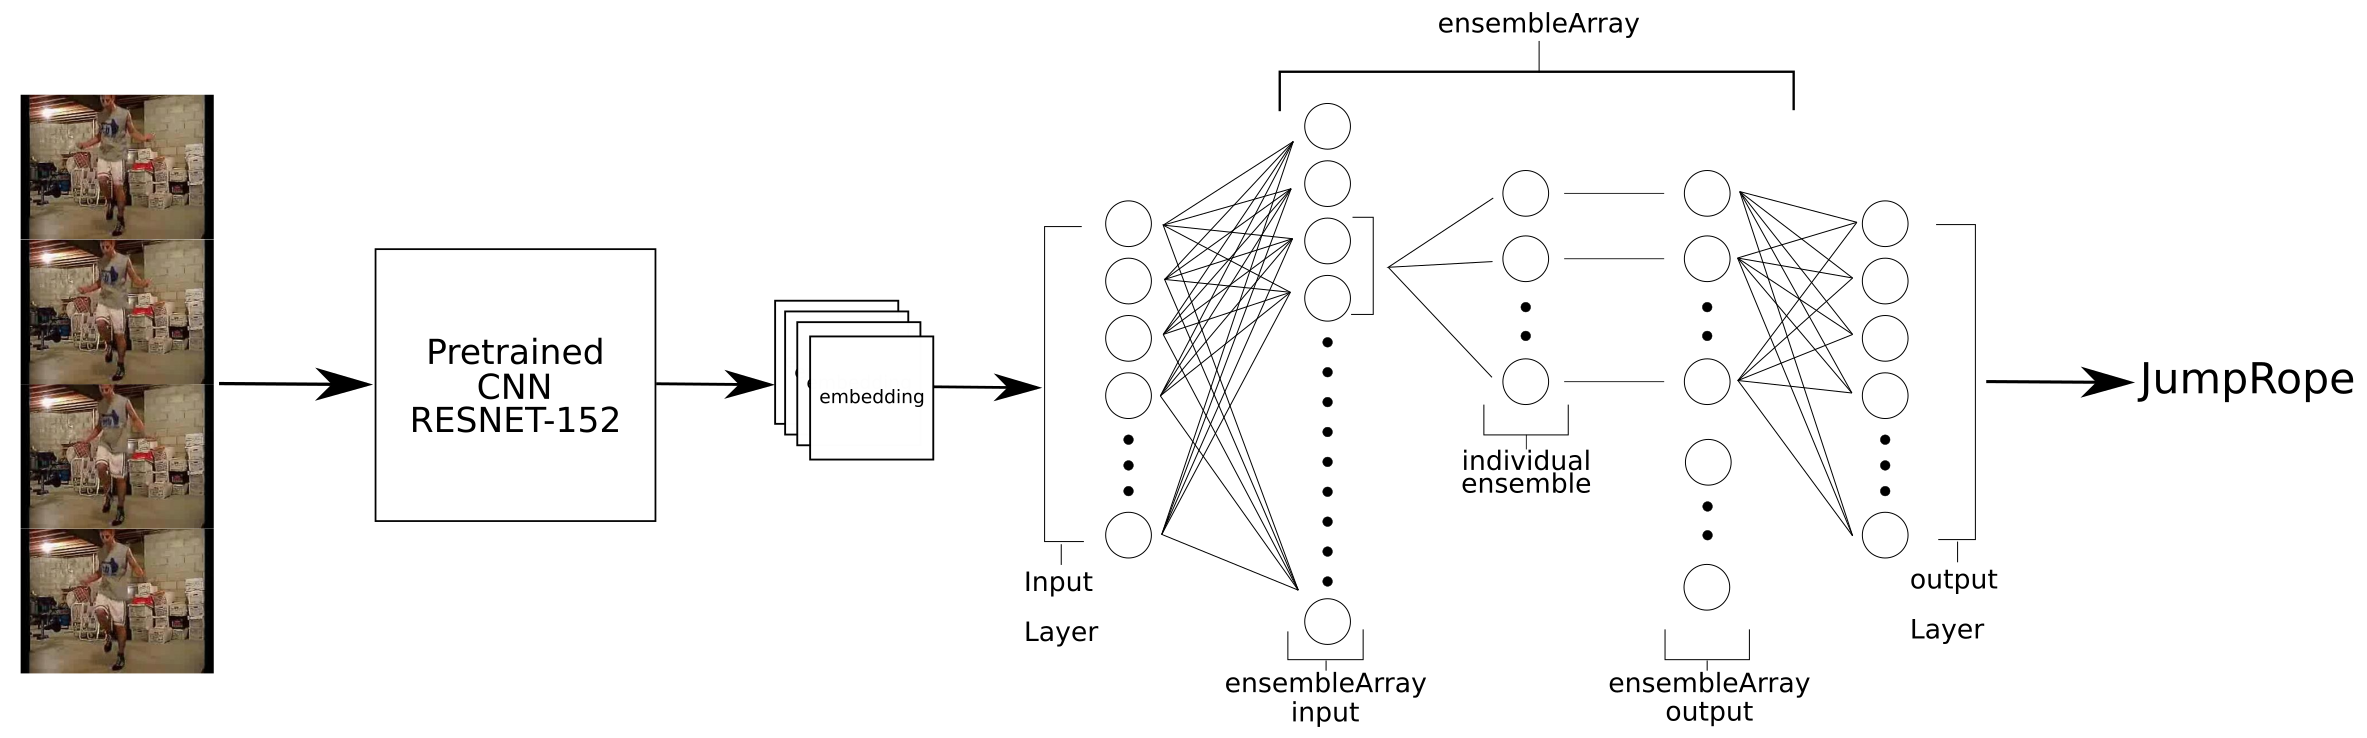 ensembleArray
Pretrained
CNN
RESNET-152
embedding
individual
ensemble
JumpRope
Input
Layer
output
Layer
ensembleArray
input
ensembleArray
output